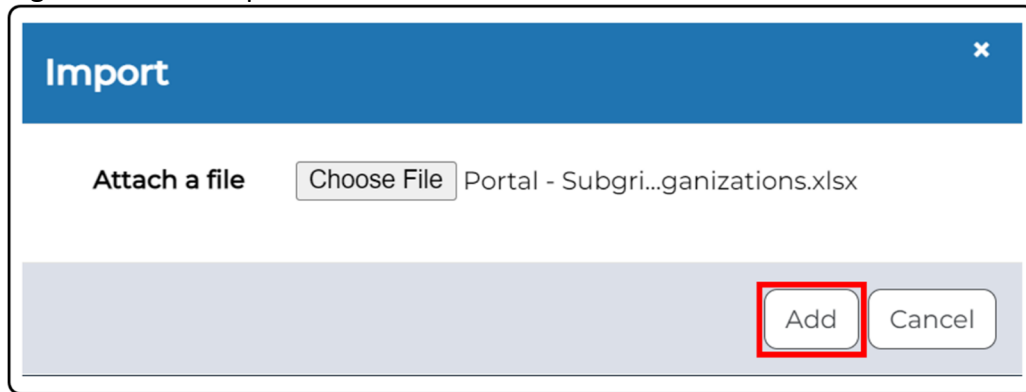 Import
×
Attach a file Choose File Portal - Subgri...ganizations.xlsx
Add Cancel